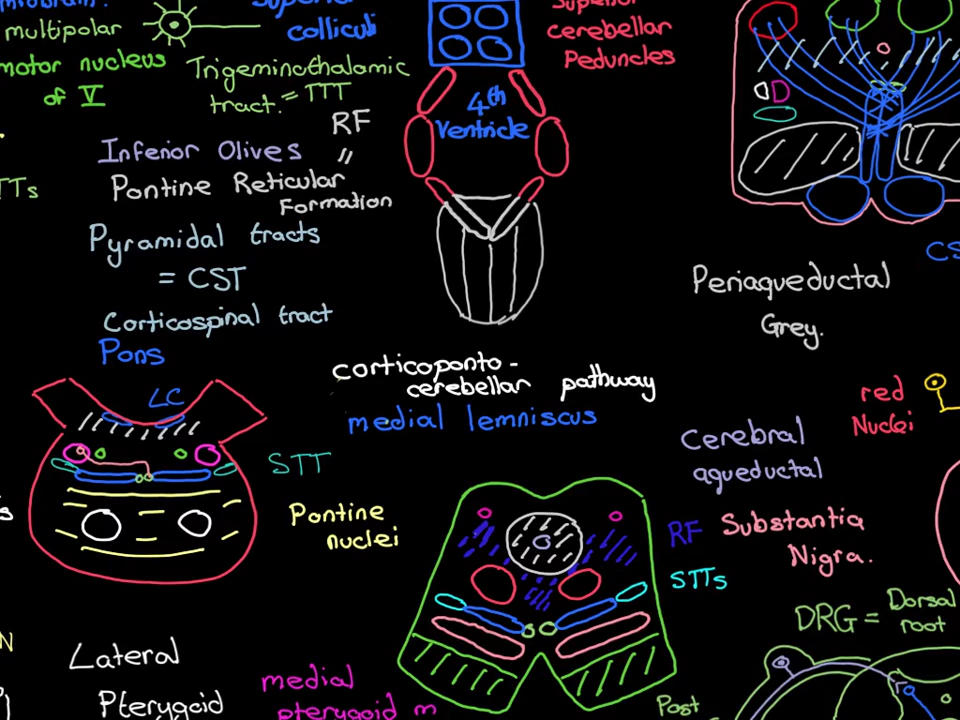 multipolar
motor nucleus
of V
Superior
colliculi
Trigeminothalamic
tract. = TTT
RF
"
Inferior Olives
Pontine Reticular
Formation
Pyramidal tracts
= CST
Corticospinal tract
Pons
LC
STT
Pontine
nuclei
4th
Ventricle
Superior
cerebellar
Peduncles
corticoponto-
cerebellar pathway
medial lemniscus
Periaqueductal
Grey.
red
Nuclei
Cerebral
aqueductal
RF
Substantia
Nigra.
STTs
DRG = Dorsal
root
Post
Lateral
Pterygoid
medial
pterygoid m